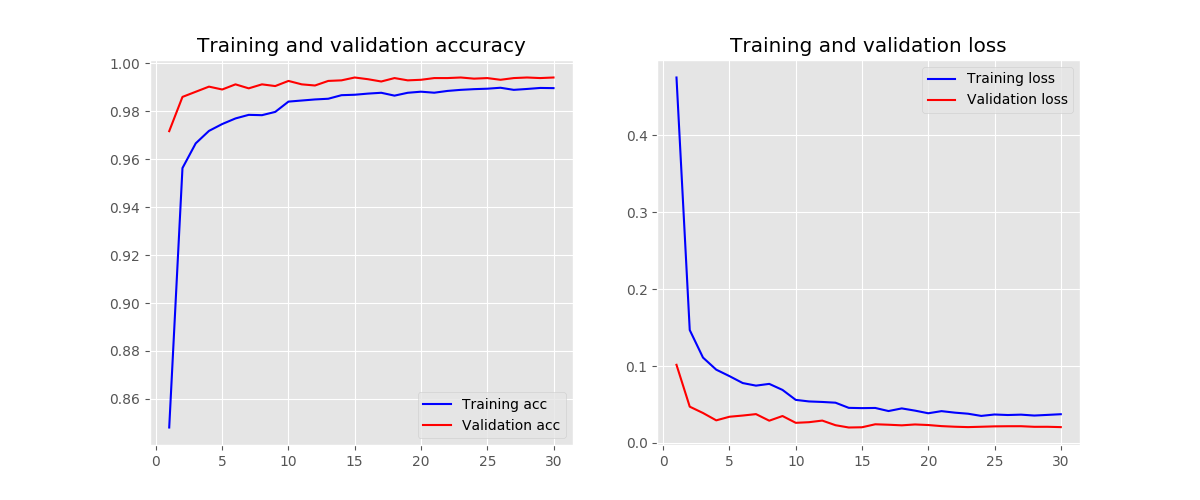 Training and validation accuracy
1.00
0.98
0.96
0.94
0.92
0.90
0.88
0.86
0 5 10 15 20 25 30
Training acc
Validation acc
Training and validation loss
0.4
0.3
0.2
0.1
0.0
0 5 10 15 20 25 30
Training loss
Validation loss